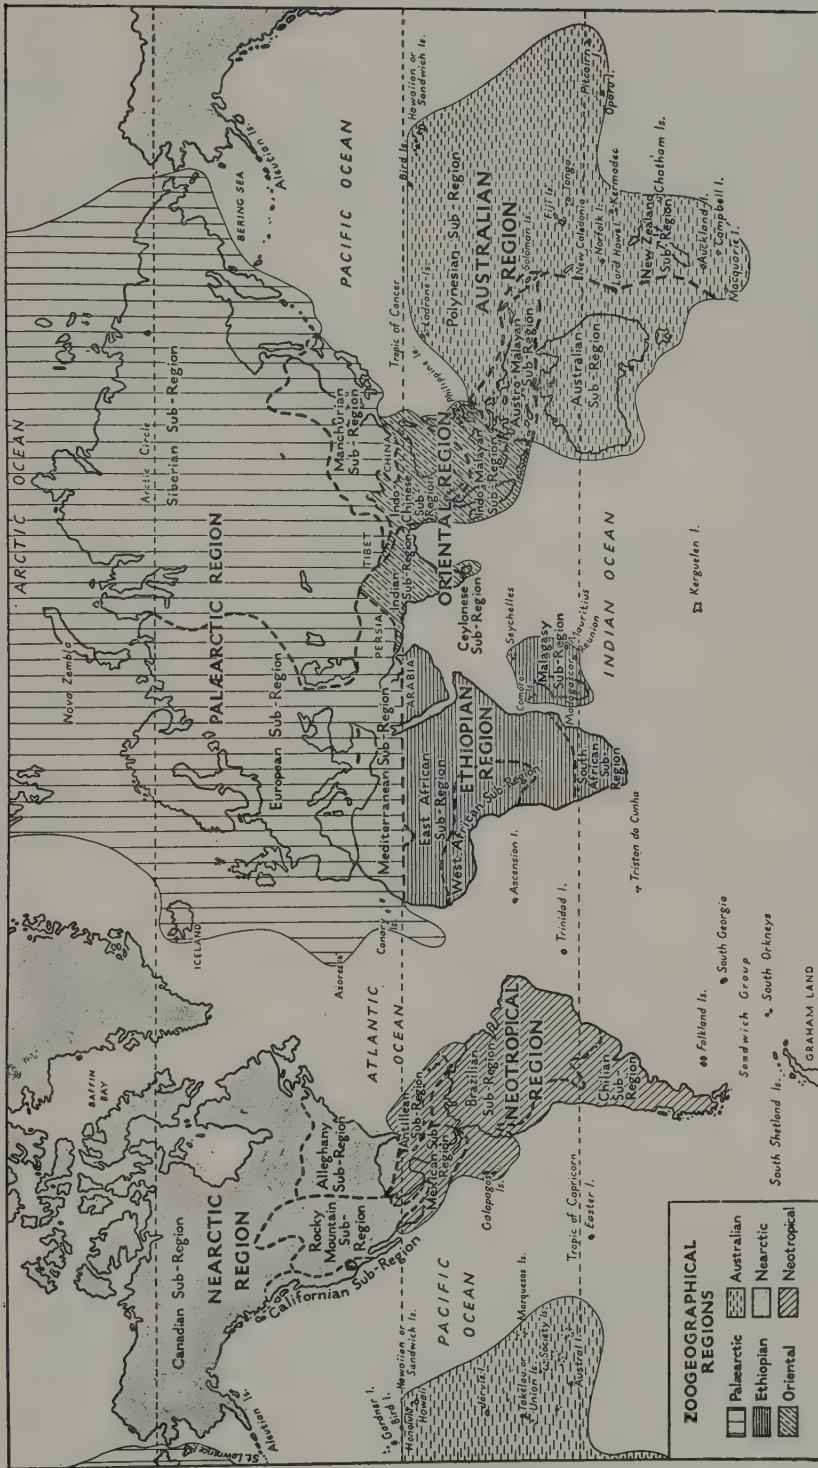 ARCTIC OCEAN
Nova Zembla
Arctic Circle
Siberian Sub-Region
PALÆARCTIC REGION
European Sub-Region
Mediterranean Sub-Region
Manchurian
Sub-Region
BERING SEA
Aleutian Is.
PACIFIC OCEAN
ICELAND
Azores
Canary
Is.
BAFFIN
BAY
Canadian Sub-Region
NEARCTIC
REGION
Rocky
Mountain
Sub-
Region
Alleghany
Sub-Region
Californian Sub-Region
St. Lawrence I.
Aleutian Is.
ATLANTIC
OCEAN
PERSIA
TIBET
CHINA
ARABIA
Tropic of Cancer
Gardner I.
Bird I.
Hawaiian or
Sandwich Is.
Honolulu
Hawaii
PACIFIC
OCEAN
Jarvis I.
Tokelau or
Union Is.
Marquesas Is.
Society Is.
Austral I.
Tropic of Capricorn
Easter I.
Galapagos
Is.
Antillean
Sub-Region
Mexican Sub-
Region
Brazilian
Sub-Region
NEOTROPICAL
REGION
Chilian
Sub-
Region
East African
Sub-Region
West African Sub-Region
ETHIOPIAN
REGION
South
African
Sub-
Region
Ascension I.
Trinidad I.
Tristan da Cunha
Comoro
Is.
Seychelles
Malagasy
Sub-Region
Madagascar
Mauritius
Reunion
INDIAN OCEAN
Kerguelen I.
Indian
Sub-Region
Ceylonese
Sub-Region
ORIENTAL REGION
Indo-
Chinese
Sub-
Region
Indo-Malayan
Sub-Region
Philippine Is.
Ladrone Is.
Bird Is.
Hawaiian or
Sandwich Is.
Polynesian Sub-Region
AUSTRALIAN
REGION
Austro-Malayan
Sub-Region
Solomon Is.
Australian
Sub-Region
Fiji Is.
Tonga
New Caledonia
Norfolk I.
Lord Howe I.
Kermadec
Pitcairn I.
Oparo I.
New Zealand
Sub-Region
Chatham Is.
Auckland I.
Campbell I.
Macquarie I.
Falkland Is.
South Georgia
Sandwich Group
South Orkneys
South Shetland Is.
GRAHAM LAND
ZOOGEOGRAPHICAL
REGIONS
Palæarctic
Australian
Ethiopian
Nearctic
Oriental
Neotropical